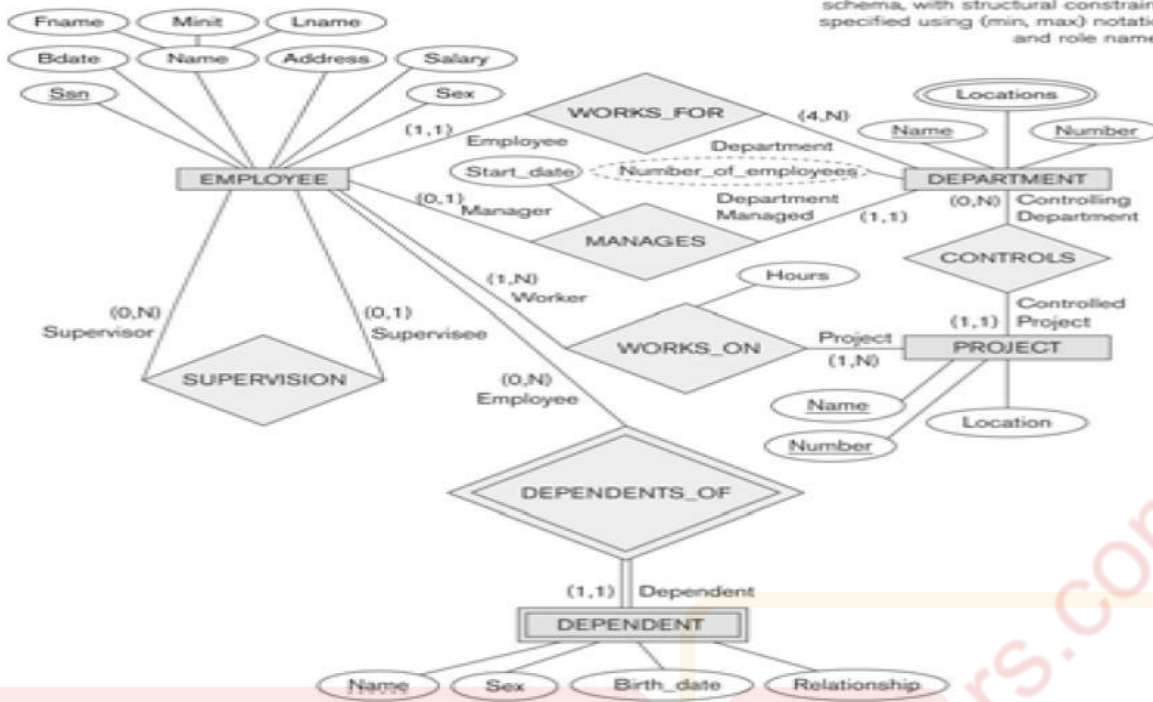 schema, with structural constrain
specified using (min, max) notatio
and role name
Fname Minit Lname
Bdate Name Address Salary
Ssn Sex
WORKS_FOR
Locations
(1,1) Employee
(4,N) Department
Name Number
EMPLOYEE
Start_date
Number_of_employees
DEPARTMENT
(0,1) Manager
Department Managed (1,1)
(0,N) Controlling Department
MANAGES
CONTROLS
Hours
(1,N) Worker
(0,N) Supervisor
(0,1) Supervisee
Controlled
(1,1) Project
WORKS_ON
Project
(1,N)
PROJECT
SUPERVISION
(0,N)
Employee
Name
Location
Number
DEPENDENTS_OF
(1,1) Dependent
DEPENDENT
Name Sex Birth_date Relationship
rs.com